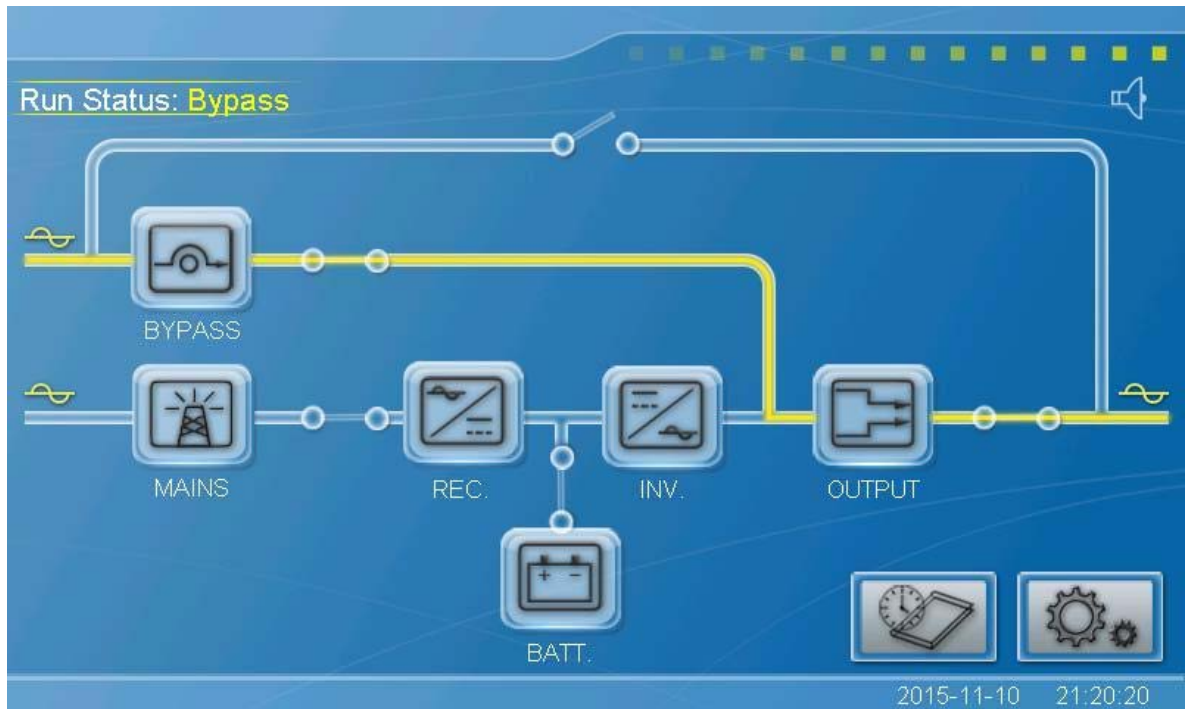 Run Status: Bypass
BYPASS
MAINS
REC.
INV.
OUTPUT
BATT.
2015-11-10 21:20:20